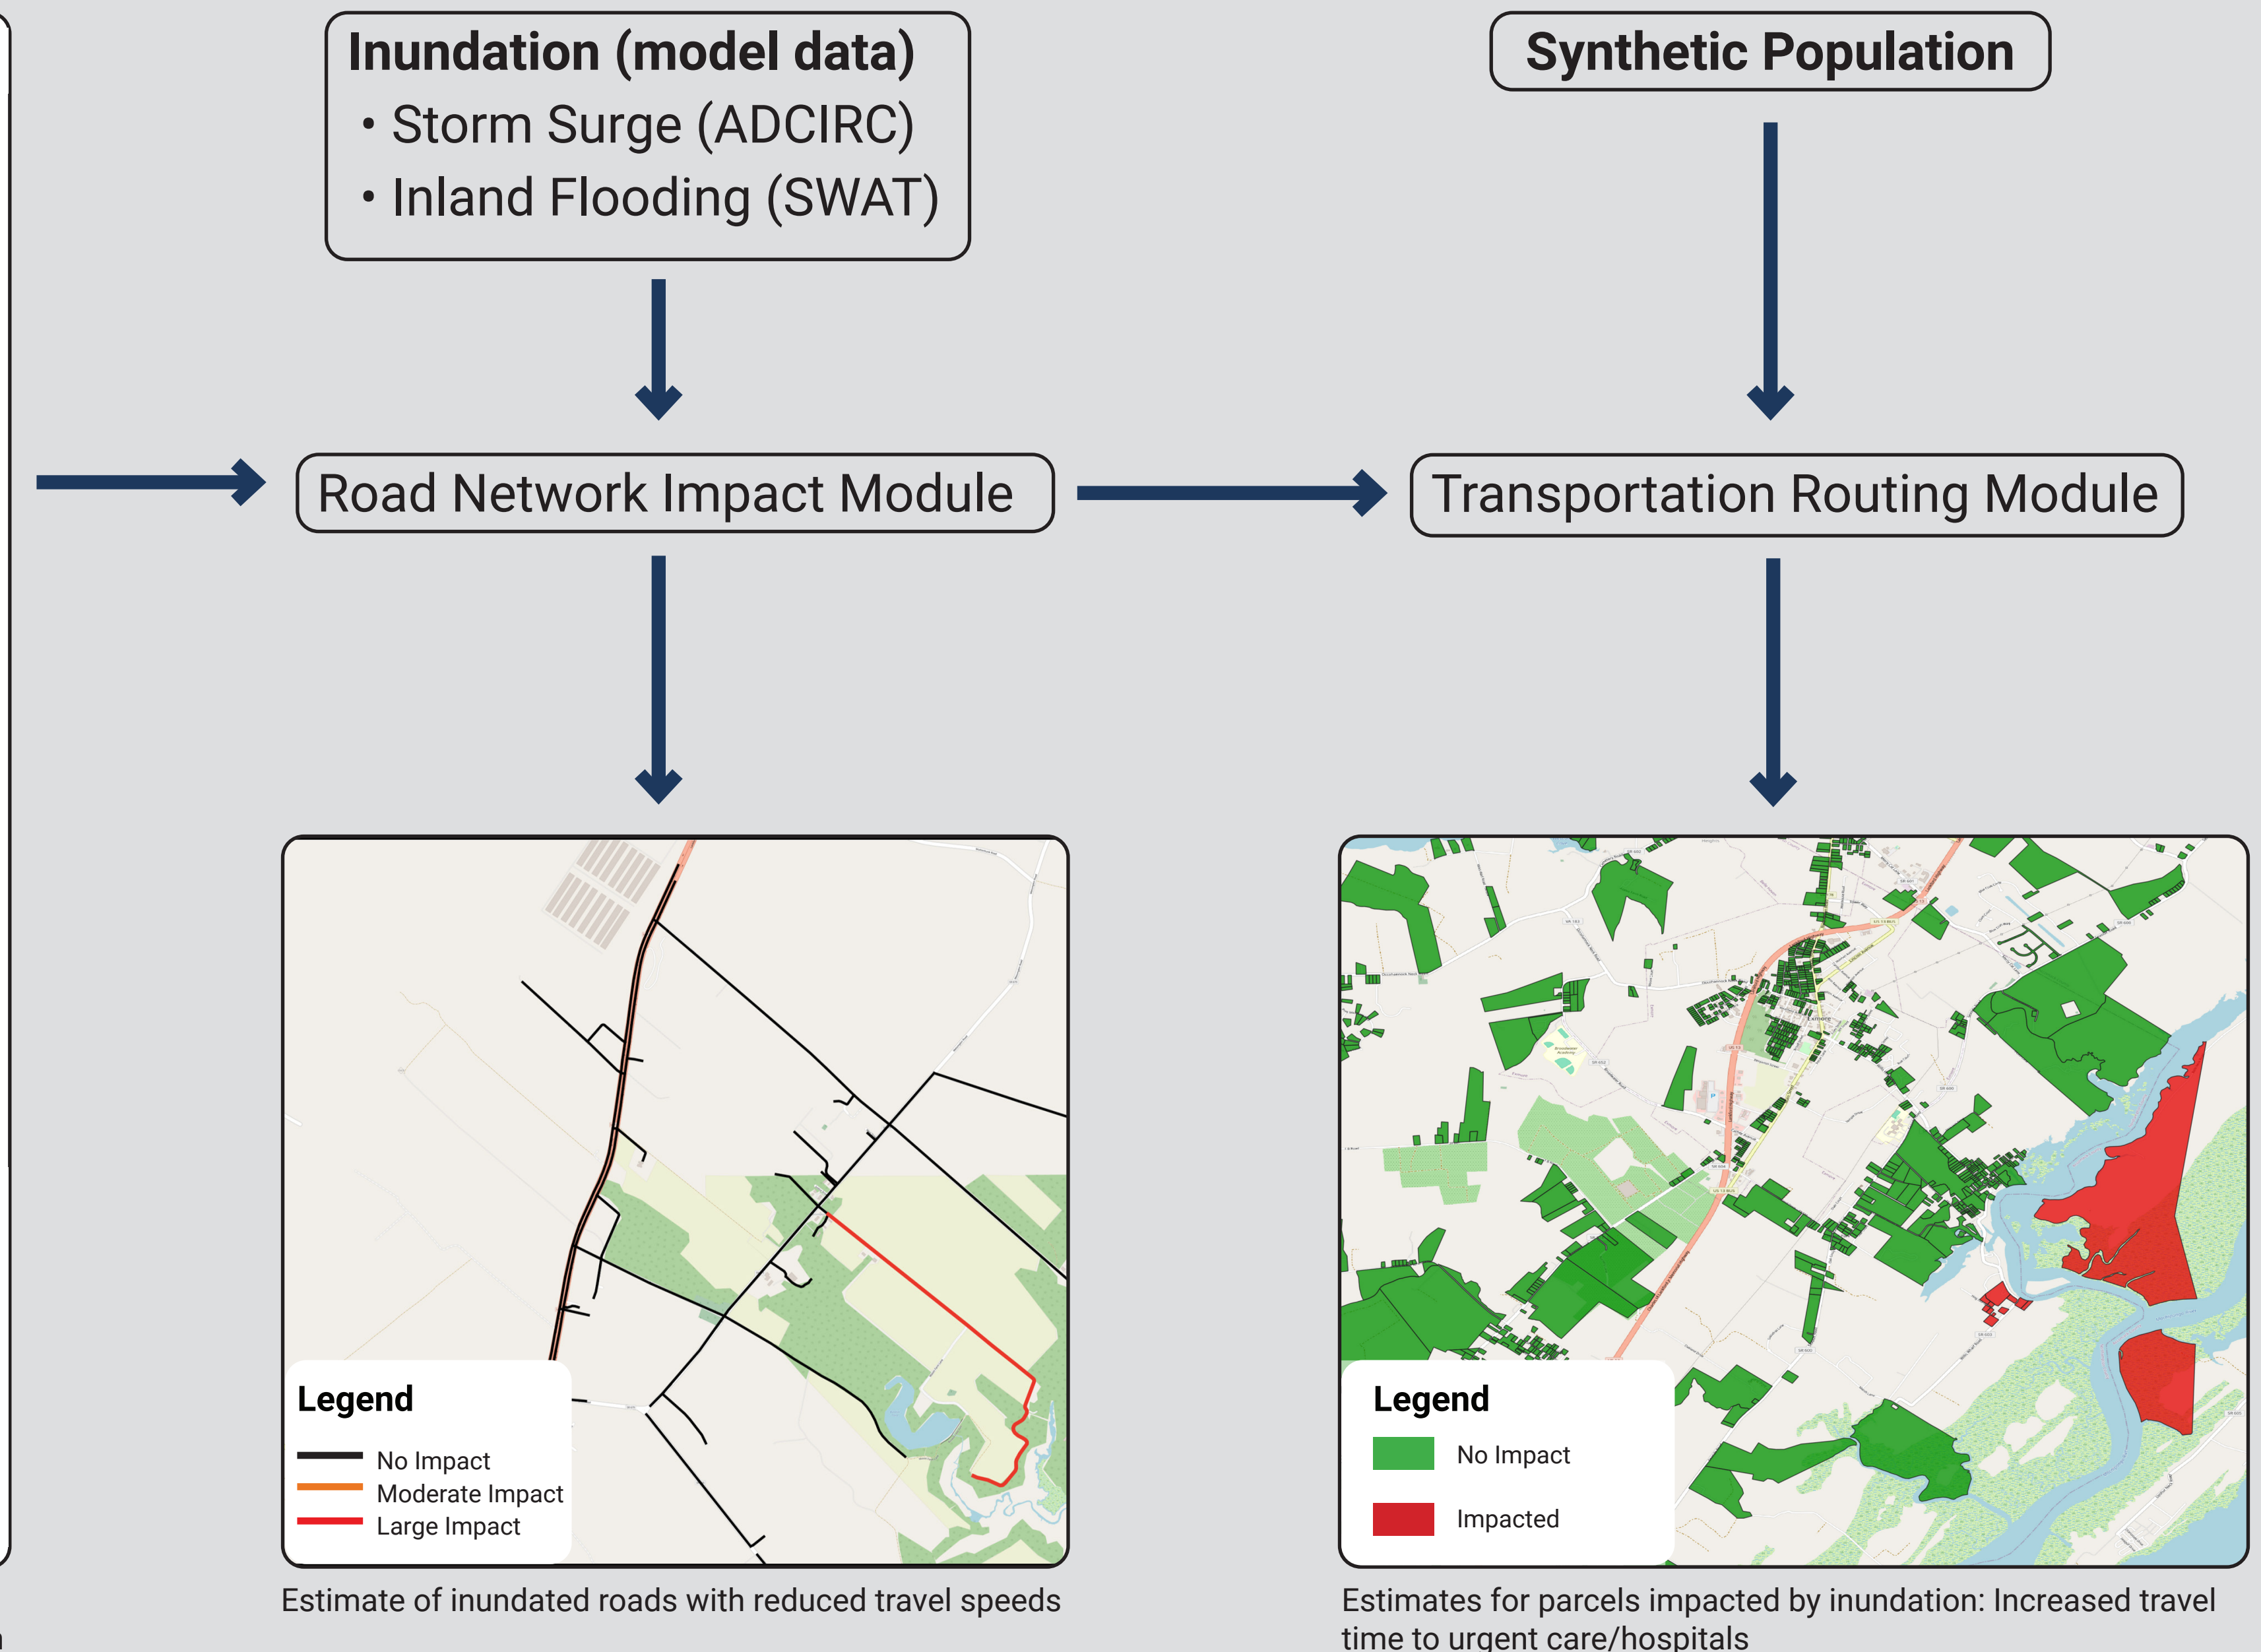 Inundation (model data)
• Storm Surge (ADCIRC)
• Inland Flooding (SWAT)
Synthetic Population
Road Network Impact Module
Transportation Routing Module
Legend
No Impact
Moderate Impact
Large Impact
Estimate of inundated roads with reduced travel speeds
Exmore
Legend
No Impact
Impacted
Estimates for parcels impacted by inundation: Increased travel
time to urgent care/hospitals